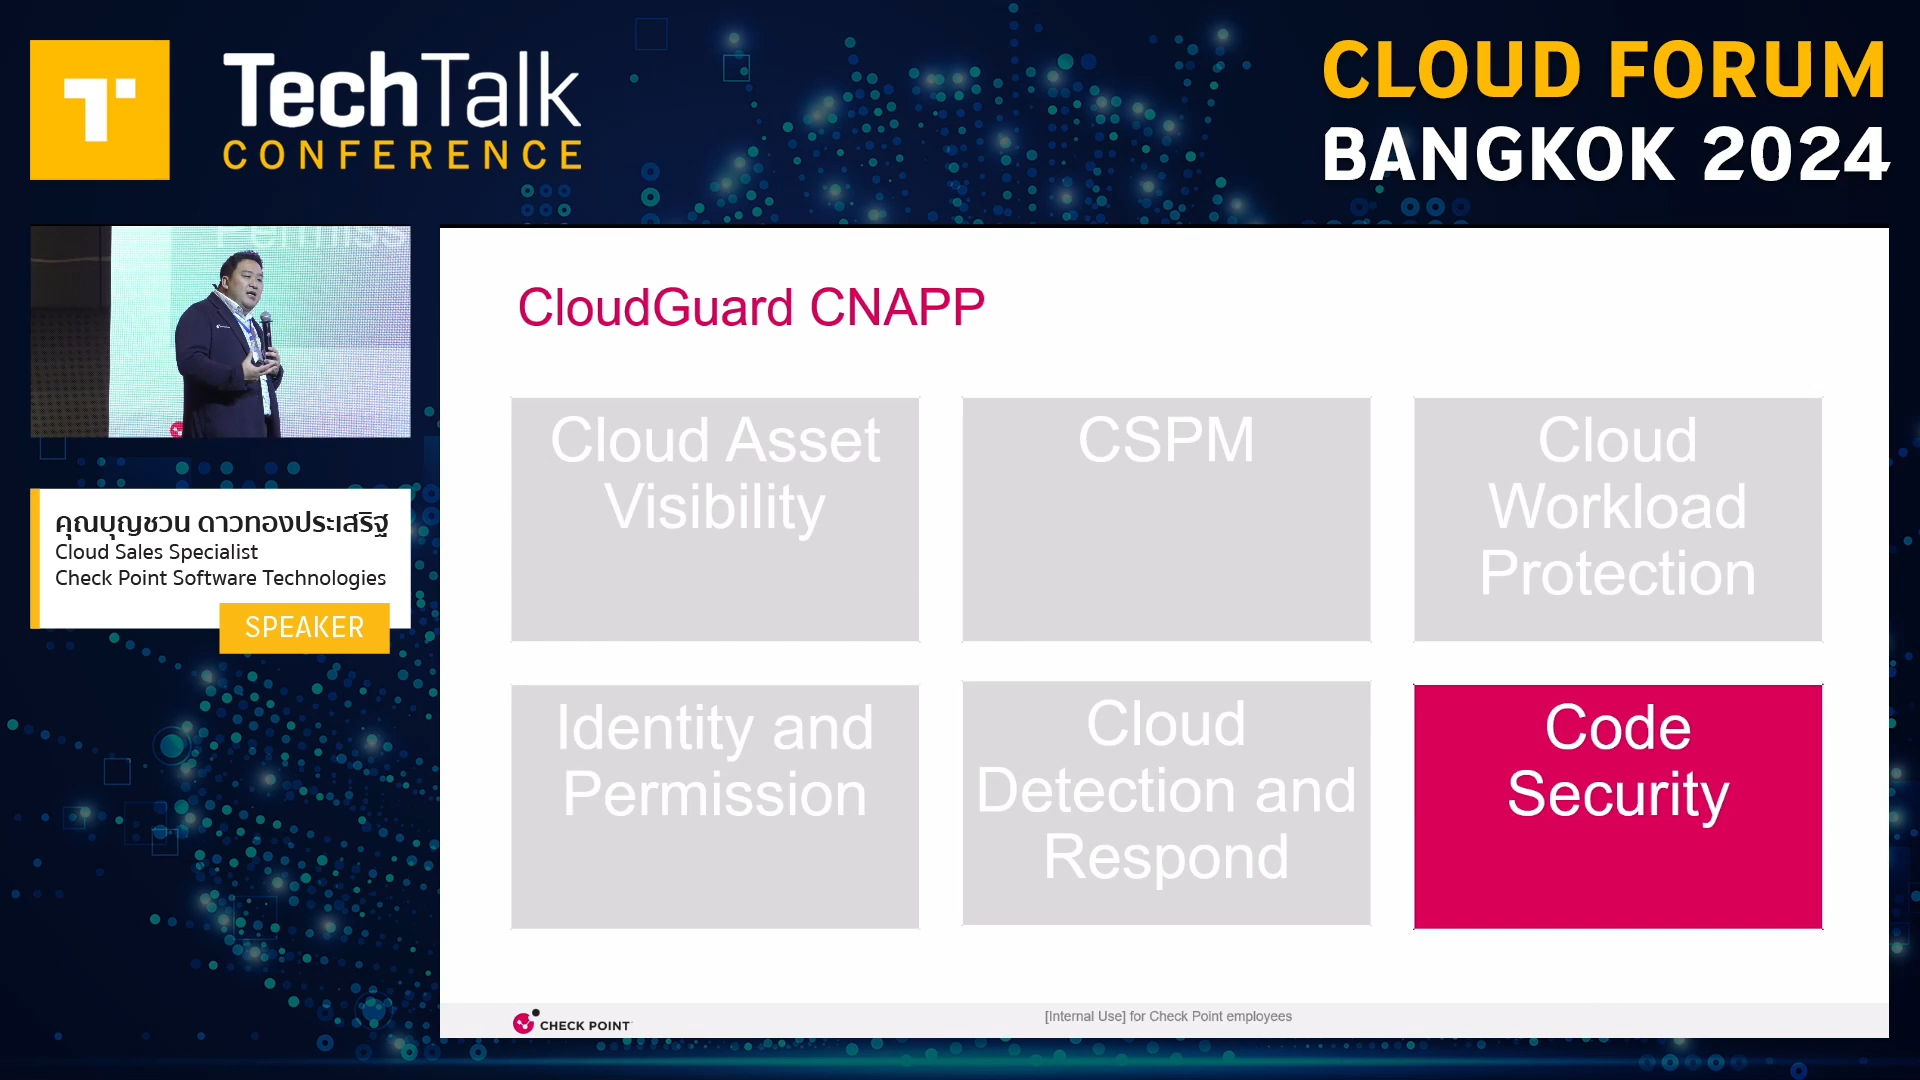 TechTalk
CONFERENCE
CLOUD FORUM
BANGKOK 2024
คุณบุญชวน ดาวทองประเสริฐ
Cloud Sales Specialist
Check Point Software Technologies
SPEAKER
CloudGuard CNAPP
Cloud Asset
Visibility
CSPM
Cloud
Workload
Protection
Identity and
Permission
Cloud
Detection and
Respond
Code
Security
CHECK POINT
[Internal Use] for Check Point employees